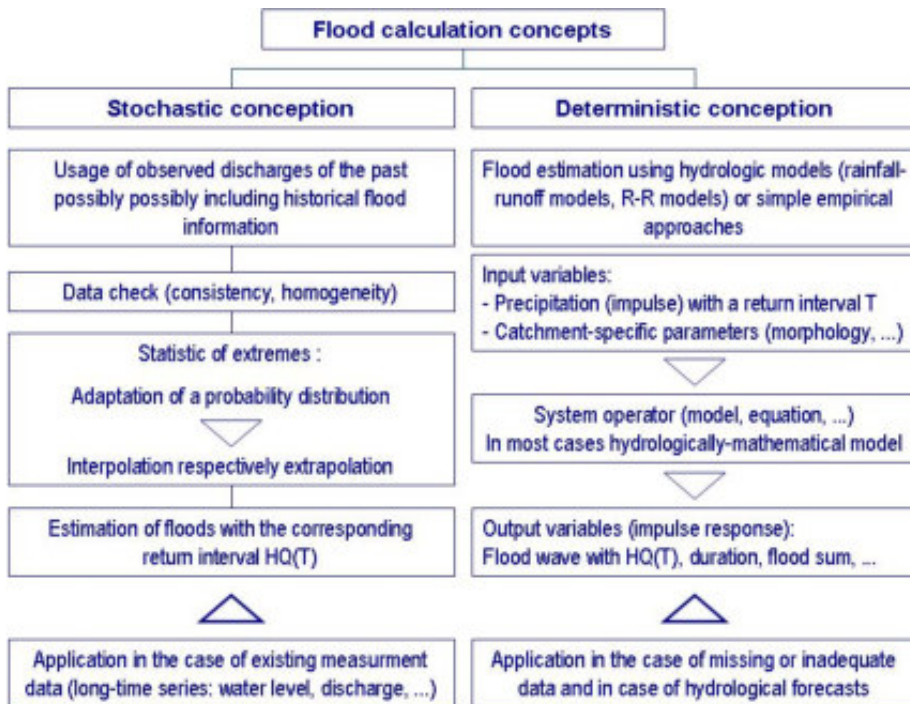 Flood calculation concepts
Stochastic conception
Usage of observed discharges of the past
possibly possibly including historical flood
information
Data check (consistency, homogeneity)
Statistic of extremes :
Adaptation of a probability distribution
Interpolation respectively extrapolation
Estimation of floods with the corresponding
return interval HQ(T)
Application in the case of existing measurment
data (long-time series: water level, discharge, ...)
Deterministic conception
Flood estimation using hydrologic models (rainfall-
runoff models, R-R models) or simple empirical
approaches
Input variables:
- Precipitation (impulse) with a return interval T
- Catchment-specific parameters (morphology, ...)
System operator (model, equation, ...)
In most cases hydrologically-mathematical model
Output variables (impulse response):
Flood wave with HQ(T), duration, flood sum, ...
Application in the case of missing or inadequate
data and in case of hydrological forecasts